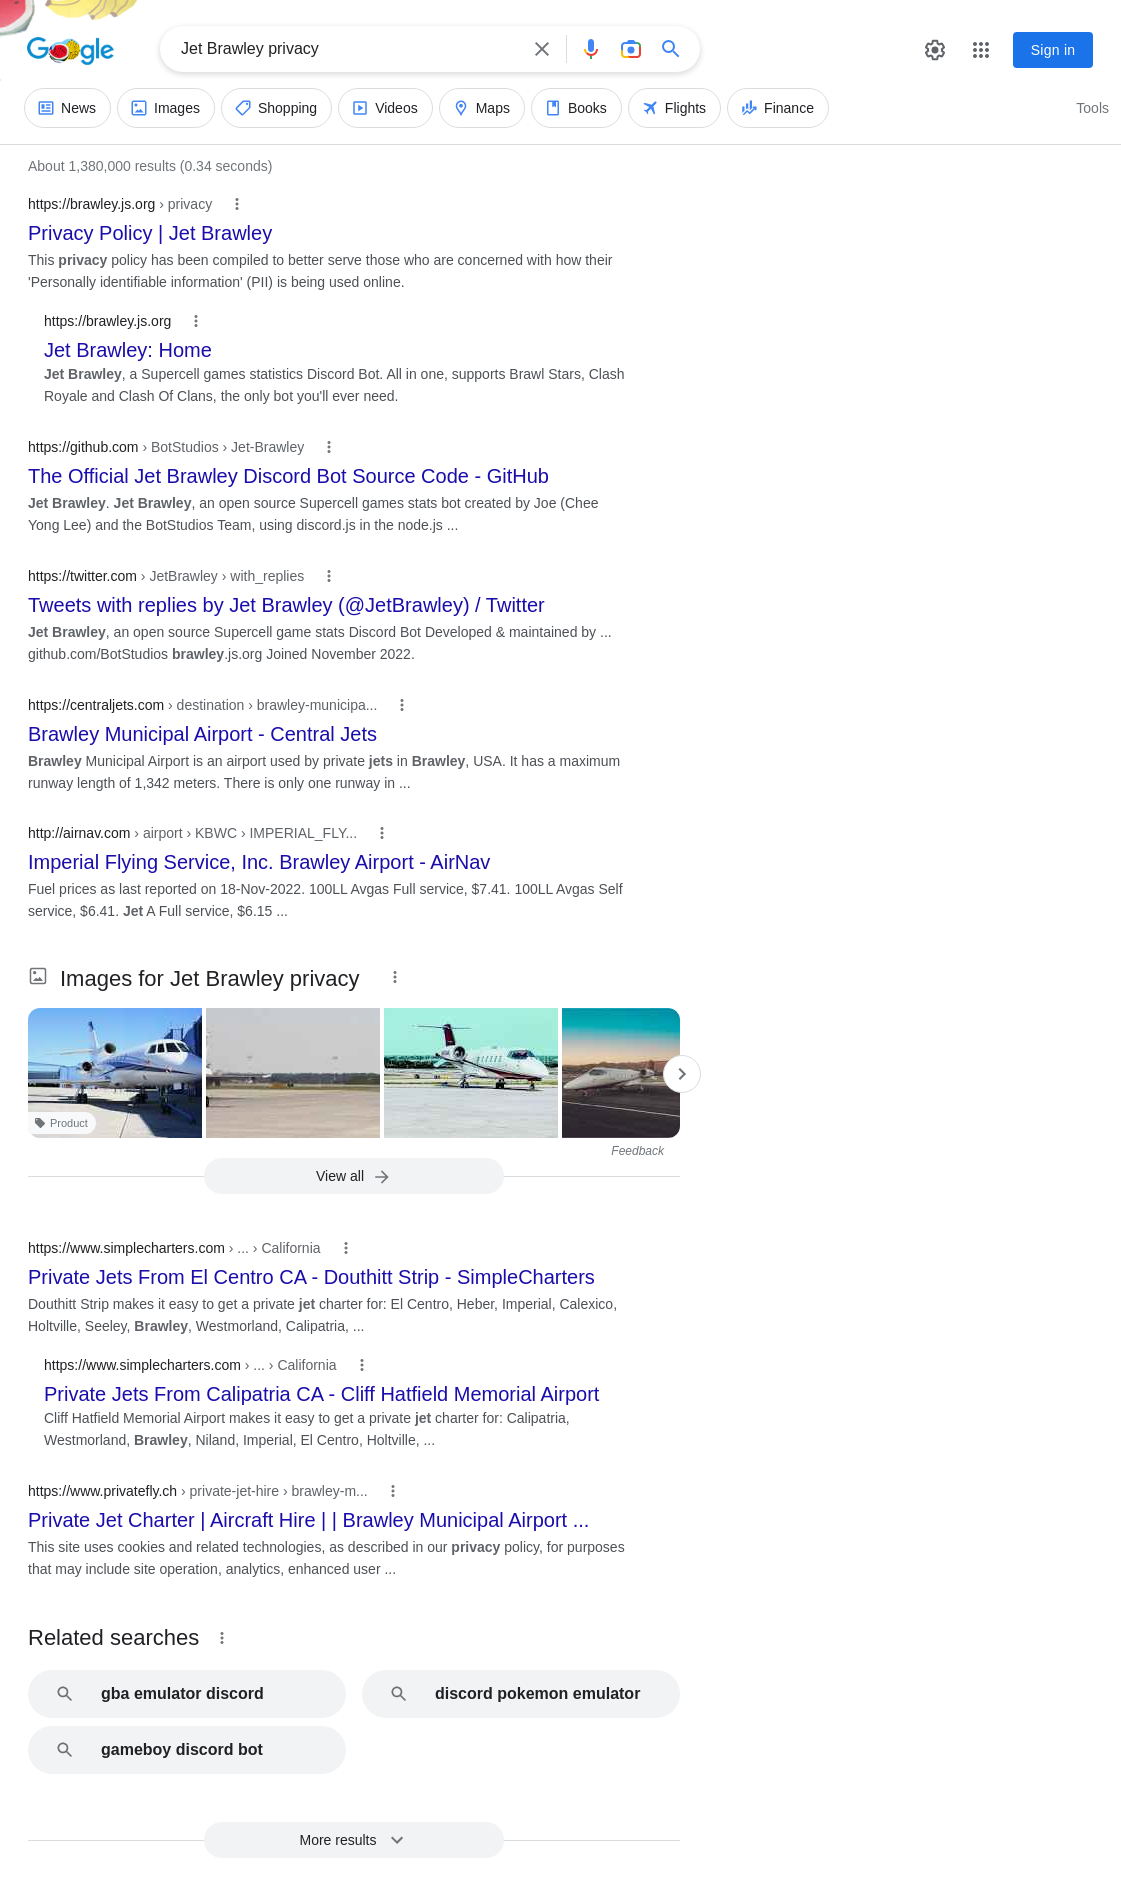 Google
Jet Brawley privacy
Sign in
News
Images
Shopping
Videos
Maps
Books
Flights
Finance
Tools
About 1,380,000 results (0.34 seconds)
https://brawley.js.org › privacy
Privacy Policy | Jet Brawley
This privacy policy has been compiled to better serve those who are concerned with how their
'Personally identifiable information' (PII) is being used online.
https://brawley.js.org
Jet Brawley: Home
Jet Brawley, a Supercell games statistics Discord Bot. All in one, supports Brawl Stars, Clash
Royale and Clash Of Clans, the only bot you'll ever need.
https://github.com › BotStudios › Jet-Brawley
The Official Jet Brawley Discord Bot Source Code - GitHub
Jet Brawley. Jet Brawley, an open source Supercell games stats bot created by Joe (Chee
Yong Lee) and the BotStudios Team, using discord.js in the node.js ...
https://twitter.com › JetBrawley › with_replies
Tweets with replies by Jet Brawley (@JetBrawley) / Twitter
Jet Brawley, an open source Supercell game stats Discord Bot Developed & maintained by ...
github.com/BotStudios brawley.js.org Joined November 2022.
https://centraljets.com › destination › brawley-municipa...
Brawley Municipal Airport - Central Jets
Brawley Municipal Airport is an airport used by private jets in Brawley, USA. It has a maximum
runway length of 1,342 meters. There is only one runway in ...
http://airnav.com › airport › KBWC › IMPERIAL_FLY...
Imperial Flying Service, Inc. Brawley Airport - AirNav
Fuel prices as last reported on 18-Nov-2022. 100LL Avgas Full service, $7.41. 100LL Avgas Self
service, $6.41. Jet A Full service, $6.15 ...
Images for Jet Brawley privacy
Product
Feedback
View all
https://www.simplecharters.com › ... › California
Private Jets From El Centro CA - Douthitt Strip - SimpleCharters
Douthitt Strip makes it easy to get a private jet charter for: El Centro, Heber, Imperial, Calexico,
Holtville, Seeley, Brawley, Westmorland, Calipatria, ...
https://www.simplecharters.com › ... › California
Private Jets From Calipatria CA - Cliff Hatfield Memorial Airport
Cliff Hatfield Memorial Airport makes it easy to get a private jet charter for: Calipatria,
Westmorland, Brawley, Niland, Imperial, El Centro, Holtville, ...
https://www.privatefly.ch › private-jet-hire › brawley-m...
Private Jet Charter | Aircraft Hire | | Brawley Municipal Airport ...
This site uses cookies and related technologies, as described in our privacy policy, for purposes
that may include site operation, analytics, enhanced user ...
Related searches
gba emulator discord
discord pokemon emulator
gameboy discord bot
More results